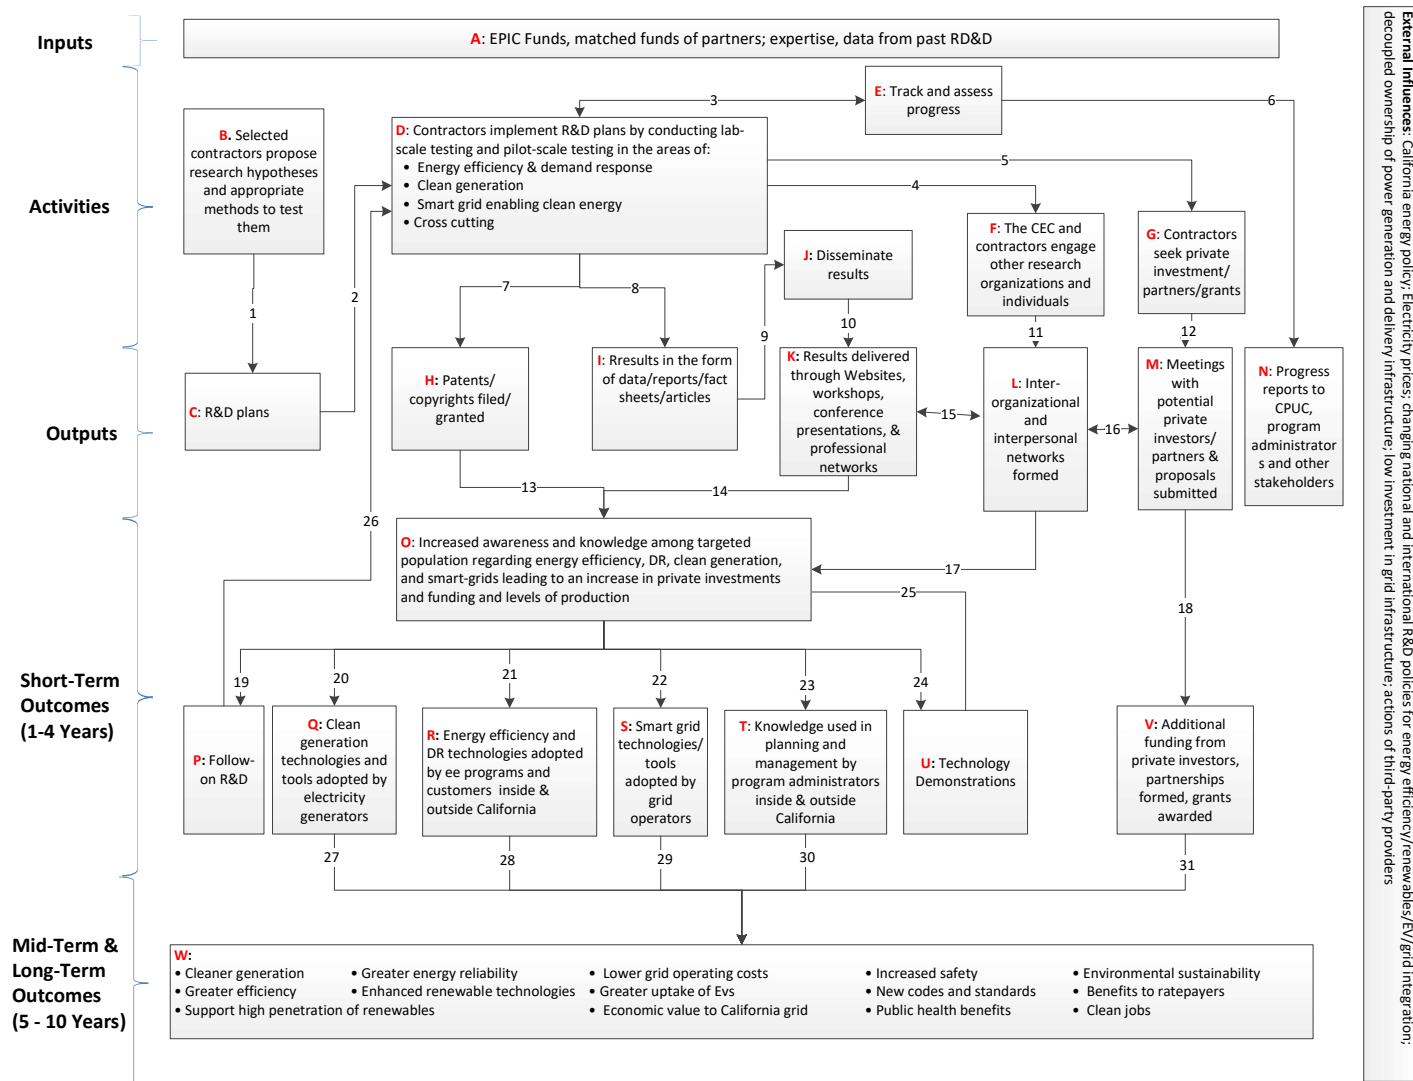 Inputs
A: EPIC Funds, matched funds of partners; expertise, data from past RD&D
External Influences: California energy policy; Electricity prices; changing national and international R&D policies for energy efficiency/renewables/EV/grid integration;
decoupled ownership of power generation and delivery infrastructure; low investment in grid infrastructure; actions of third-party providers
Activities
B. Selected
contractors propose
research hypotheses
and appropriate
methods to test
them
D: Contractors implement R&D plans by conducting lab-
scale testing and pilot-scale testing in the areas of:
• Energy efficiency & demand response
• Clean generation
• Smart grid enabling clean energy
• Cross cutting
3
E: Track and assess
progress
6
5
4
F: The CEC and
contractors engage
other research
organizations and
individuals
G: Contractors
seek private
investment/
partners/grants
J: Disseminate
results
1
2
7
8
9
10
11
12
Outputs
C: R&D plans
H: Patents/
copyrights filed/
granted
I: Rresults in the form
of data/reports/fact
sheets/articles
K: Results delivered
through Websites,
workshops,
conference
presentations, &
professional
networks
15
L: Inter-
organizational
and
interpersonal
networks
formed
16
M: Meetings
with
potential
private
investors/
partners &
proposals
submitted
N: Progress
reports to
CPUC,
program
administrator
s and other
stakeholders
13
14
26
Short-Term
Outcomes
(1-4 Years)
O: Increased awareness and knowledge among targeted
population regarding energy efficiency, DR, clean generation,
and smart-grids leading to an increase in private investments
and funding and levels of production
17
25
18
19
20
21
22
23
24
P: Follow-
on R&D
Q: Clean
generation
technologies and
tools adopted by
electricity
generators
R: Energy efficiency and
DR technologies adopted
by ee programs and
customers inside &
outside California
S: Smart grid
technologies/
tools
adopted by
grid
operators
T: Knowledge used in
planning and
management by
program administrators
inside & outside
California
U: Technology
Demonstrations
V: Additional
funding from
private investors,
partnerships
formed, grants
awarded
27
28
29
30
31
Mid-Term &
Long-Term
Outcomes
(5 - 10 Years)
W:
• Cleaner generation • Greater energy reliability • Lower grid operating costs • Increased safety • Environmental sustainability
• Greater efficiency • Enhanced renewable technologies • Greater uptake of Evs • New codes and standards • Benefits to ratepayers
• Support high penetration of renewables • Economic value to California grid • Public health benefits • Clean jobs